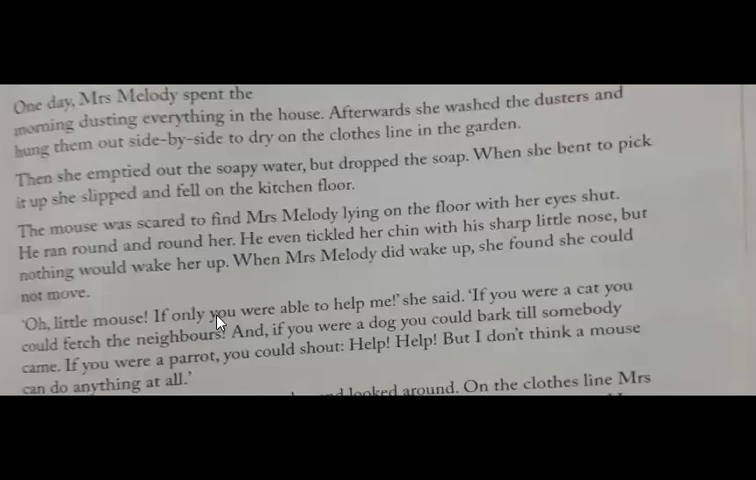 One day, Mrs Melody spent the
morning dusting everything in the house. Afterwards she washed the dusters and
hung them out side-by-side to dry on the clothes line in the garden.
Then she emptied out the soapy water, but dropped the soap. When she bent to pick
it up she slipped and fell on the kitchen floor.
The mouse was scared to find Mrs Melody lying on the floor with her eyes shut.
He ran round and round her. He even tickled her chin with his sharp little nose, but
nothing would wake her up. When Mrs Melody did wake up, she found she could
not move.
'Oh, little mouse! If only you were able to help me!' she said. 'If you were a cat you
could fetch the neighbours! And, if you were a dog you could bark till somebody
came. If you were a parrot, you could shout: Help! Help! But I don't think a mouse
can do anything at all.'
looked around. On the clothes line Mrs